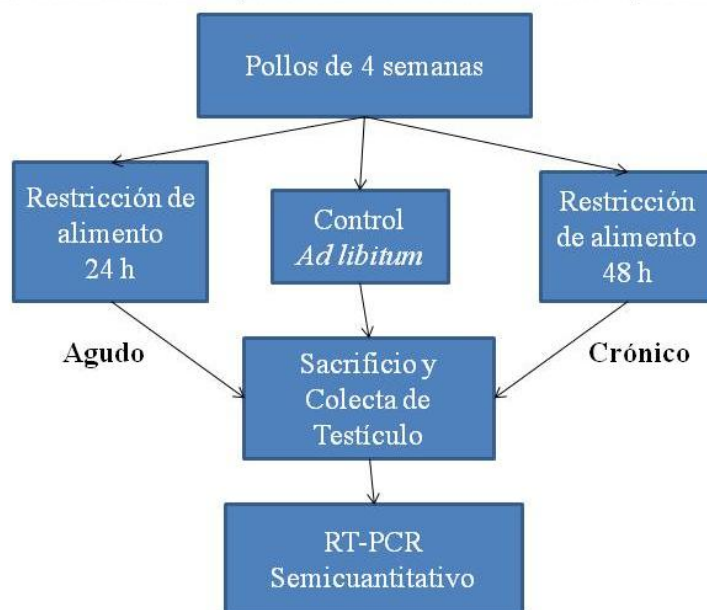 Pollos de 4 semanas
Restricción de
alimento
24 h
Control
Ad libitum
Restricción
de alimento
48 h
Agudo
Crónico
Sacrificio y
Colecta de
Testículo
RT-PCR
Semicuantitativo